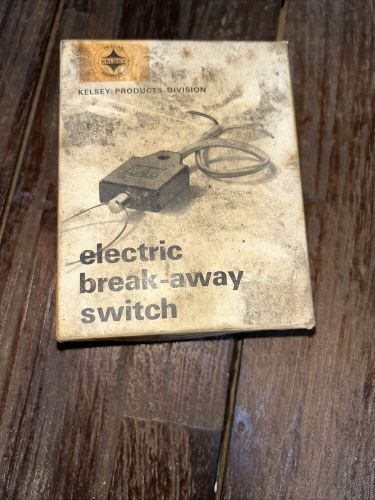 KELSEY
KELSEY PRODUCTS DIVISION
electric
break-away
switch